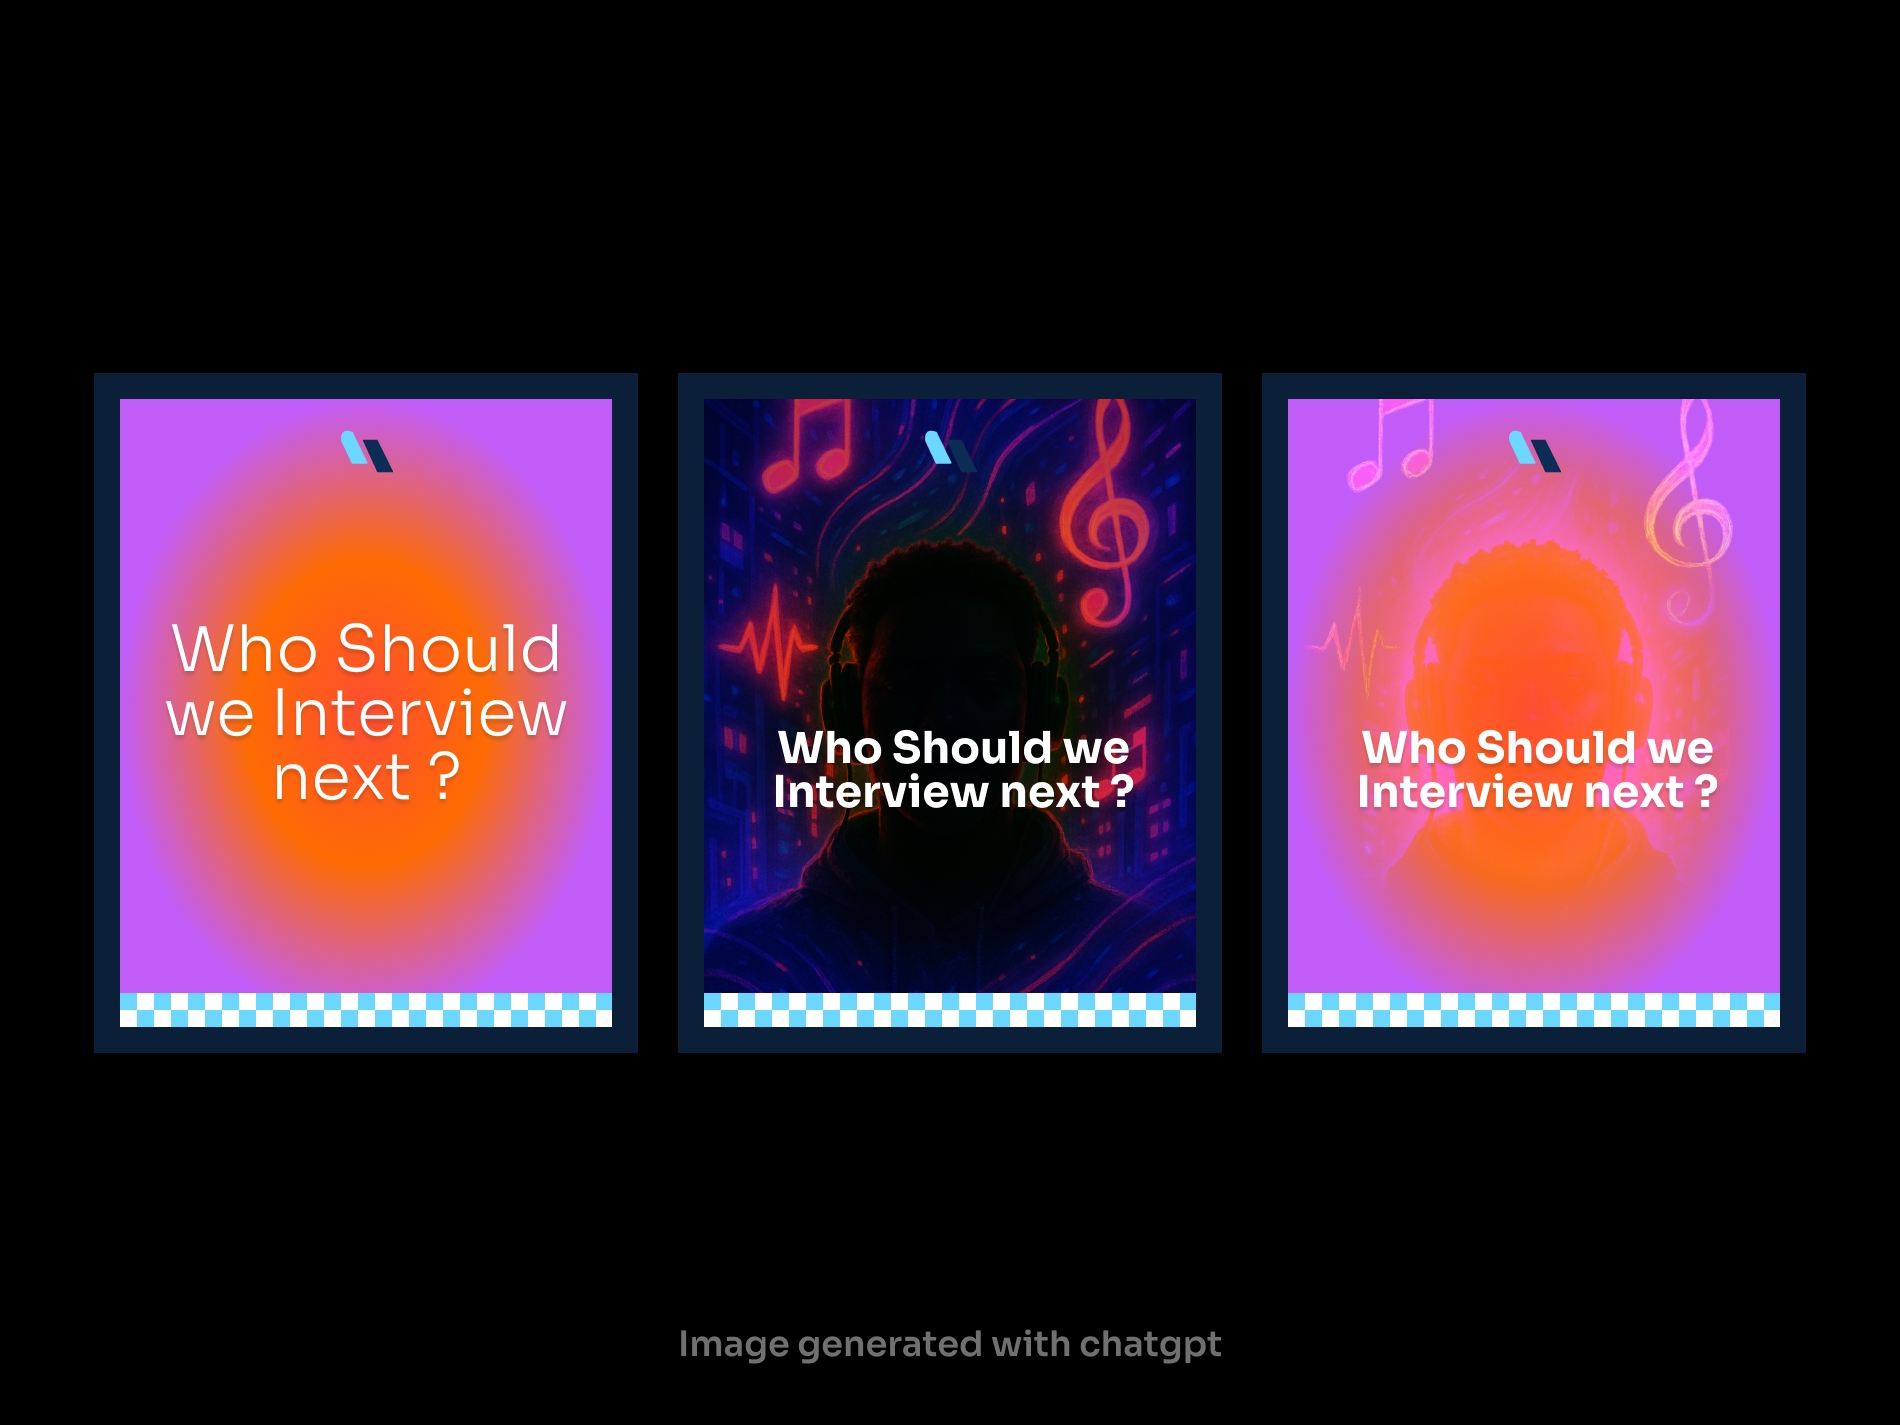 Who Should
we Interview
next ?
Who Should we
Interview next ?
Who Should we
Interview next ?
Image generated with chatgpt